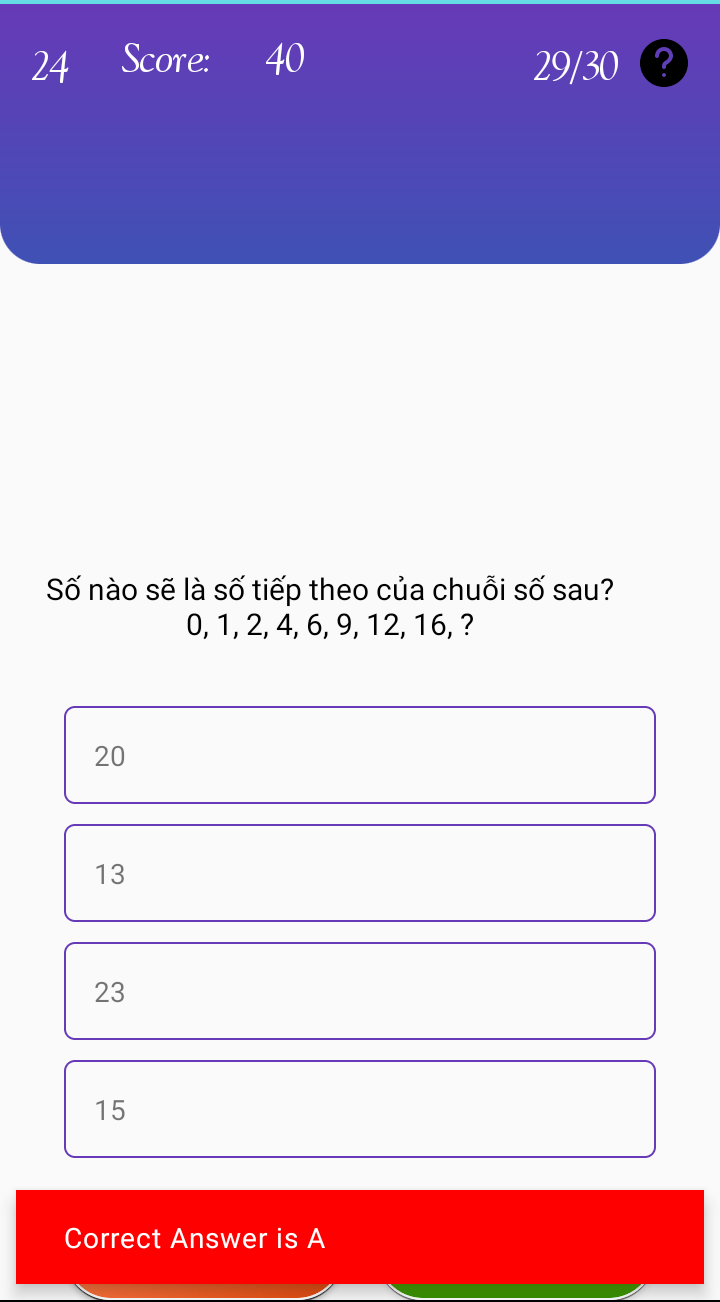 24 Score: 40 29/30 ?
Số nào sẽ là số tiếp theo của chuỗi số sau?
0, 1, 2, 4, 6, 9, 12, 16, ?
20
13
23
15
Correct Answer is A